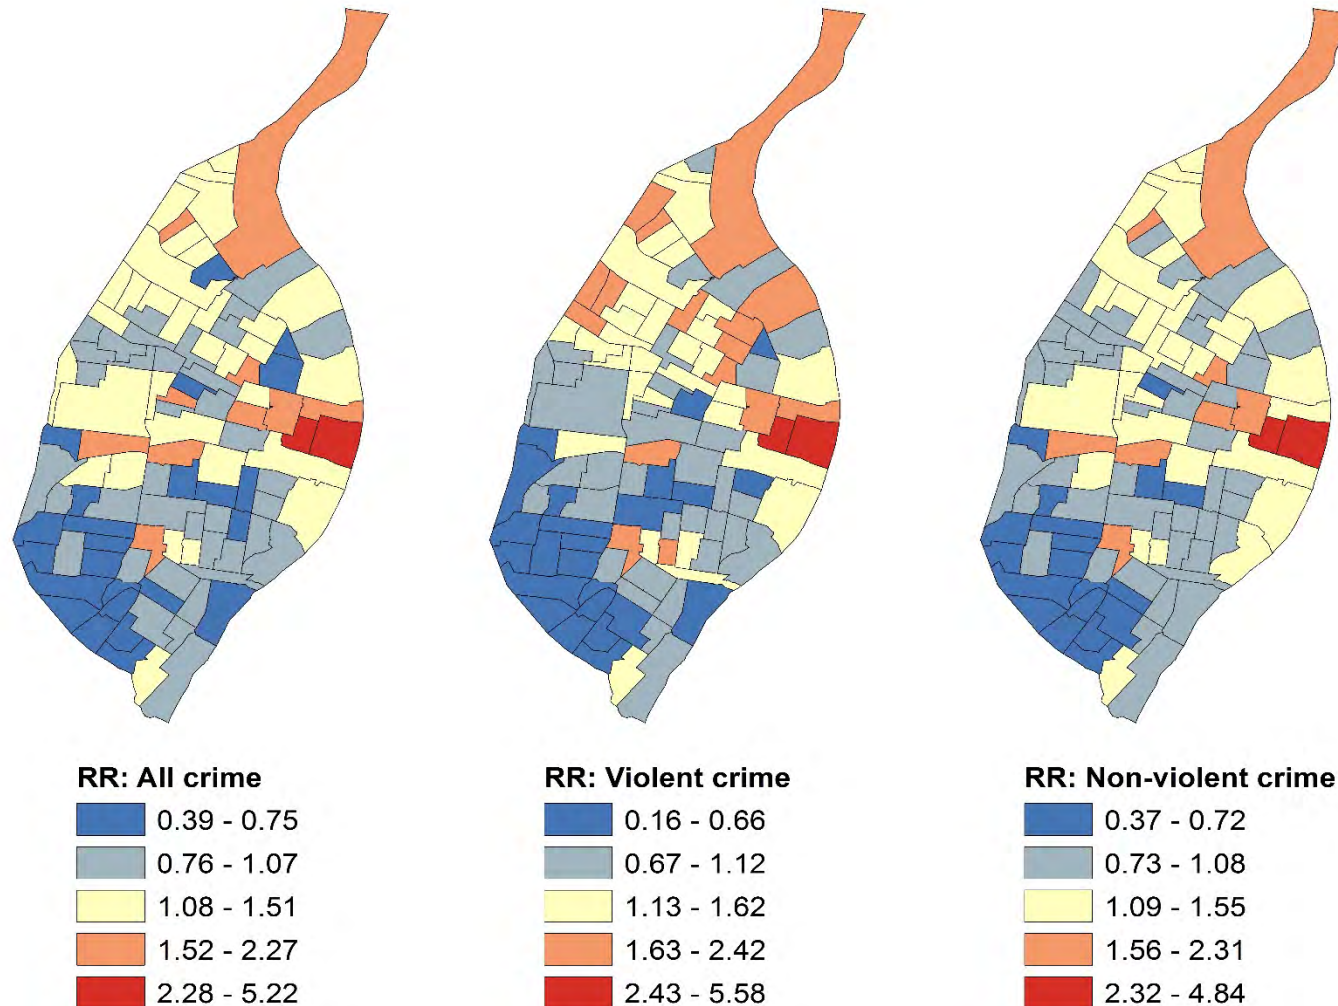 RR: All crime
0.39 - 0.75
0.76 - 1.07
1.08 - 1.51
1.52 - 2.27
2.28 - 5.22
RR: Violent crime
0.16 - 0.66
0.67 - 1.12
1.13 - 1.62
1.63 - 2.42
2.43 - 5.58
RR: Non-violent crime
0.37 - 0.72
0.73 - 1.08
1.09 - 1.55
1.56 - 2.31
2.32 - 4.84